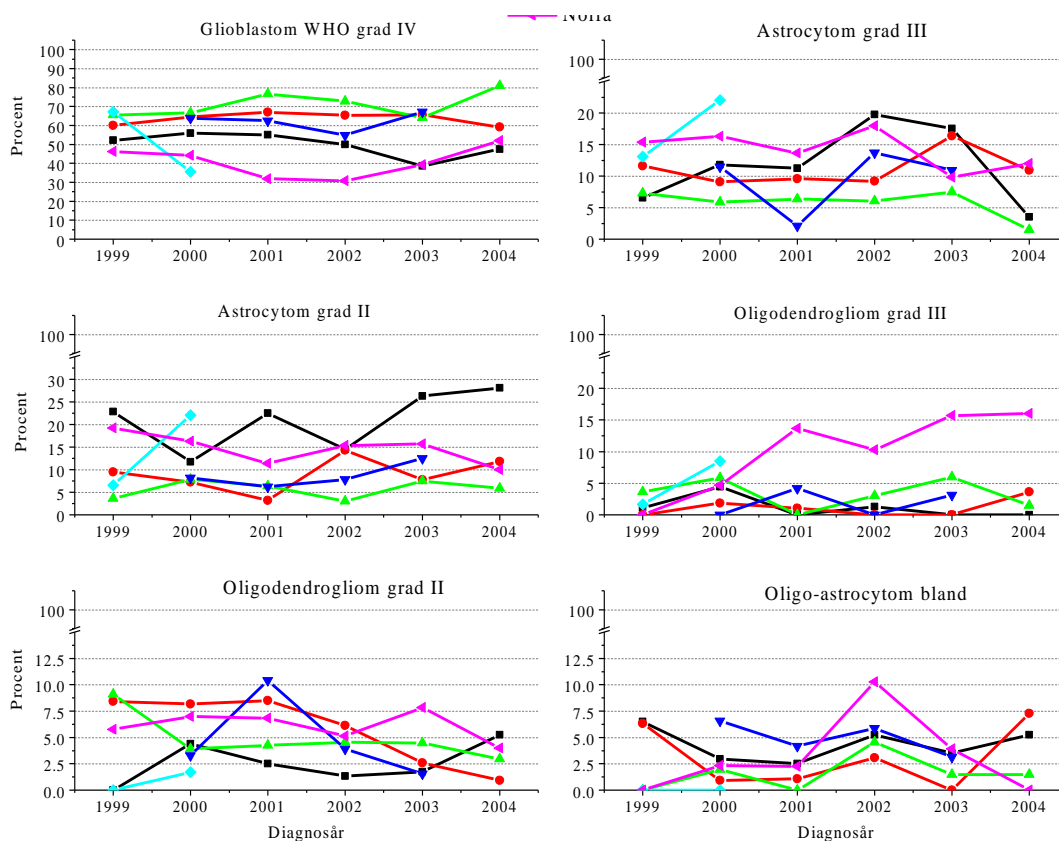 Norra
Glioblastom WHO grad IV
Astrocytom grad III
Procent
100
90
80
70
60
50
40
30
20
10
0
1999 2000 2001 2002 2003 2004
100
20
15
10
5
0
1999 2000 2001 2002 2003 2004
Astrocytom grad II
Oligodendrogliom grad III
Procent
100
30
25
20
15
10
5
0
1999 2000 2001 2002 2003 2004
100
20
15
10
5
0
1999 2000 2001 2002 2003 2004
Oligodendrogliom grad II
Oligo-astrocytom bland
Procent
100
12.5
10.0
7.5
5.0
2.5
0.0
1999 2000 2001 2002 2003 2004
Diagnosår
100
12.5
10.0
7.5
5.0
2.5
0.0
1999 2000 2001 2002 2003 2004
Diagnosår